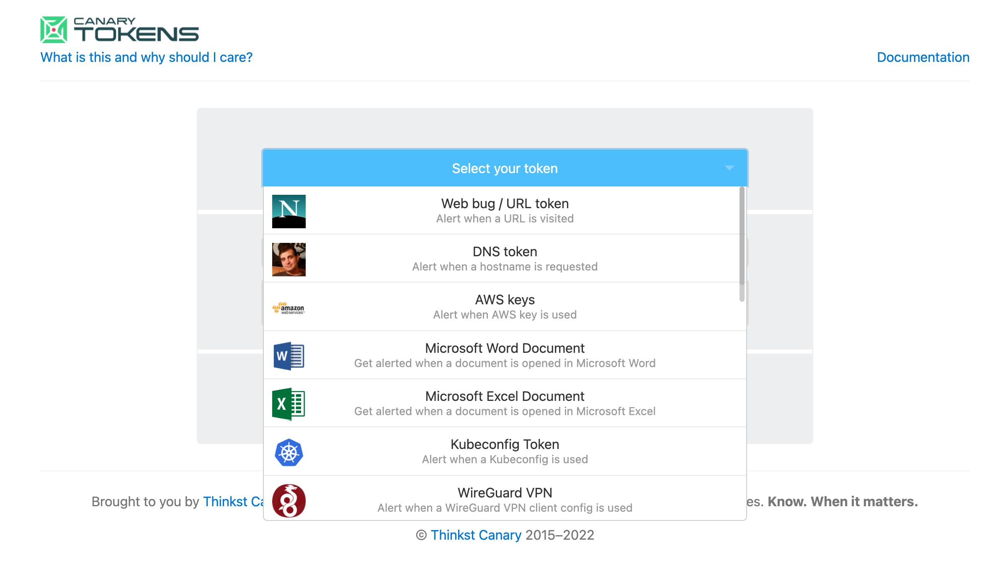 CANARY
TOKENS
What is this and why should I care?
Documentation
Select your token
N
Web bug / URL token
Alert when a URL is visited
DNS token
Alert when a hostname is requested
amazon
webservices™
AWS keys
Alert when AWS key is used
W
Microsoft Word Document
Get alerted when a document is opened in Microsoft Word
X
Microsoft Excel Document
Get alerted when a document is opened in Microsoft Excel
Kubeconfig Token
Alert when a Kubeconfig is used
WireGuard VPN
Alert when a WireGuard VPN client config is used
Brought to you by Thinkst Ca es. Know. When it matters.
© Thinkst Canary 2015–2022